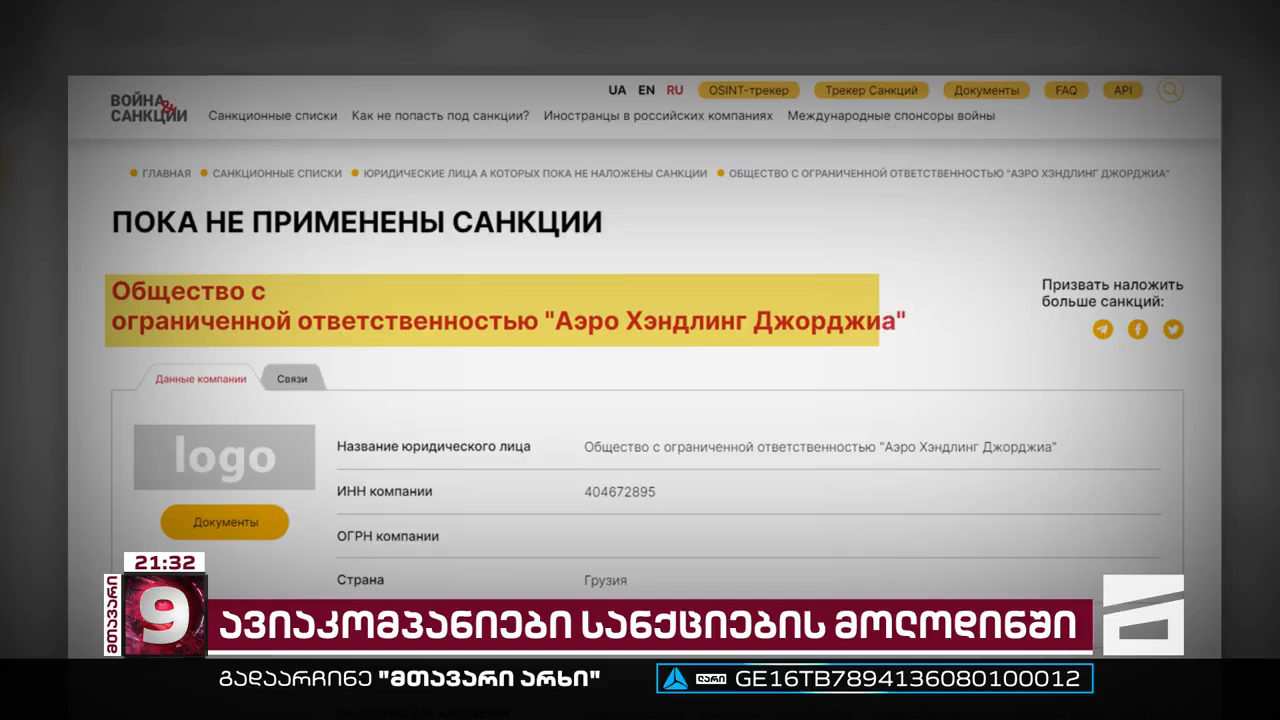 ВОЙНА
&
САНКЦИИ
UA EN RU OSINT-трекер Трекер Санкций Документы FAQ API
Санкционные списки Как не попасть под санкции? Иностранцы в российских компаниях Международные спонсоры войны
ГЛАВНАЯ САНКЦИОННЫЕ СПИСКИ ЮРИДИЧЕСКИЕ ЛИЦА А КОТОРЫХ ПОКА НЕ НАЛОЖЕНЫ САНКЦИИ ОБЩЕСТВО С ОГРАНИЧЕННОЙ ОТВЕТСТВЕННОСТЬЮ "АЭРО ХЭНДЛИНГ ДЖОРДЖИА"
ПОКА НЕ ПРИМЕНЕНЫ САНКЦИИ
Общество с
ограниченной ответственностью "Аэро Хэндлинг Джорджиа"
Призвать наложить
больше санкций:
Данные компании Связи
logo
Документы
Название юридического лица Общество с ограниченной ответственностью "Аэро Хэндлинг Джорджиа"
ИНН компании 404672895
ОГРН компании
Страна Грузия
21:32
მთავარი
9
ავიაკომპანიები სანქციების მოლოდინში
გადაარჩინე "მთავარი არხი"
ლარი GE16TB7894136080100012